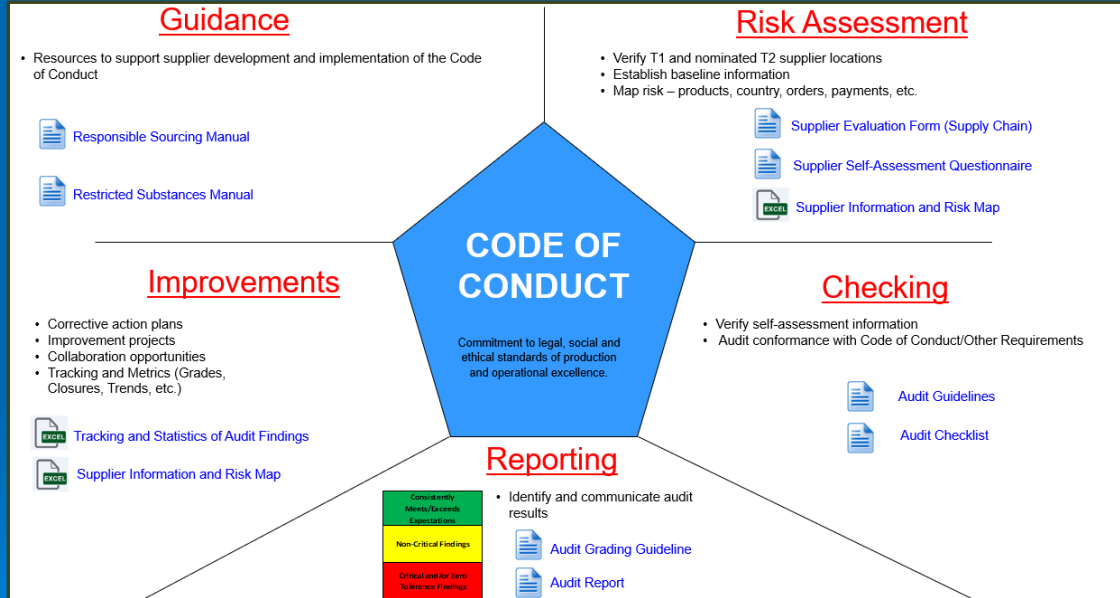 Guidance
• Resources to support supplier development and implementation of the Code
of Conduct
Responsible Sourcing Manual
Restricted Substances Manual
Risk Assessment
• Verify T1 and nominated T2 supplier locations
• Establish baseline information
• Map risk – products, country, orders, payments, etc.
Supplier Evaluation Form (Supply Chain)
Supplier Self-Assessment Questionnaire
EXCEL Supplier Information and Risk Map
CODE OF
CONDUCT
Commitment to legal, social and
ethical standards of production
and operational excellence.
Improvements
• Corrective action plans
• Improvement projects
• Collaboration opportunities
• Tracking and Metrics (Grades,
Closures, Trends, etc.)
EXCEL Tracking and Statistics of Audit Findings
EXCEL Supplier Information and Risk Map
Checking
• Verify self-assessment information
• Audit conformance with Code of Conduct/Other Requirements
Audit Guidelines
Audit Checklist
Reporting
Consistently
Meets/Exceeds
Expectations
Non-Critical Findings
Critical and/or Zero
Tolerance Findings
• Identify and communicate audit
results
Audit Grading Guideline
Audit Report